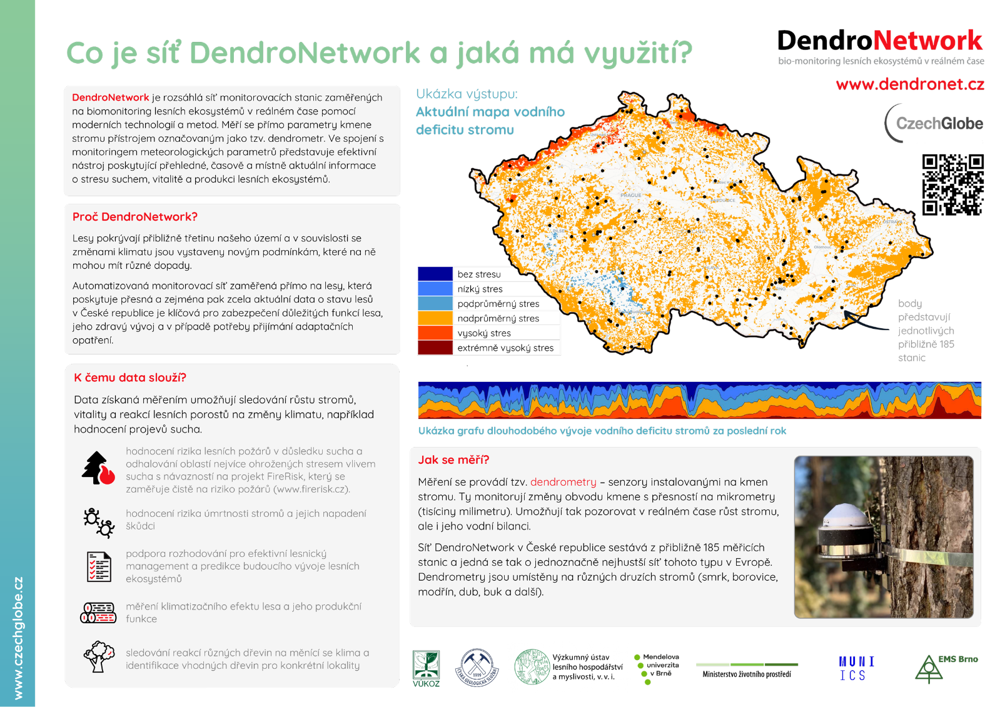 Co je síť DendroNetwork a jaká má využití?
DendroNetwork
bio-monitoring lesních ekosystémů v reálném čase
www.dendronet.cz
CzechGlobe
DendroNetwork je rozsáhlá síť monitorovacích stanic zaměřených
na biomonitoring lesních ekosystémů v reálném čase pomocí
moderních technologií a metod. Měří se přímo parametry kmene
stromu přístrojem označovaným jako tzv. dendrometr. Ve spojení s
monitoringem meteorologických parametrů představuje efektivní
nástroj poskytující přehledné, časově a místně aktuální informace
o stresu suchem, vitalitě a produkci lesních ekosystémů.
Proč DendroNetwork?
Lesy pokrývají přibližně třetinu našeho území a v souvislosti se
změnami klimatu jsou vystaveny novým podmínkám, které na ně
mohou mít různé dopady.
Automatizovaná monitorovací síť zaměřená přímo na lesy, která
poskytuje přesná a zejména pak zcela aktuální data o stavu lesů
v České republice je klíčová pro zabezpečení důležitých funkcí lesa,
jeho zdravý vývoj a v případě potřeby přijímání adaptačních
opatření.
K čemu data slouží?
Data získaná měřením umožňují sledování růstu stromů,
vitality a reakcí lesních porostů na změny klimatu, například
hodnocení projevů sucha.
hodnocení rizika lesních požárů v důsledku sucha a
odhalování oblastí nejvíce ohrožených stresem vlivem
sucha s návazností na projekt FireRisk, který se
zaměřuje čistě na riziko požárů (www.firerisk.cz).
hodnocení rizika úmrtnosti stromů a jejich napadení
škůdci
podpora rozhodování pro efektivní lesnický
management a predikce budoucího vývoje lesních
ekosystémů
měření klimatizačního efektu lesa a jeho produkční
funkce
sledování reakcí různých dřevin na měnící se klima a
identifikace vhodných dřevin pro konkrétní lokality
www.czechglobe.cz
Ukázka výstupu:
Aktuální mapa vodního
deficitu stromu
PRAGUE
PARDUBICE
PILSEN
OSTRAVA
Olomouc
bez stresu
nízký stres
podprůměrný stres
nadprůměrný stres
vysoký stres
extrémně vysoký stres
body
představují
jednotlivých
přibližně 185
stanic
Ukázka grafu dlouhodobého vývoje vodního deficitu stromů za poslední rok
Jak se měří?
Měření se provádí tzv. dendrometry – senzory instalovanými na kmen
stromu. Ty monitorují změny obvodu kmene s přesností na mikrometry
(tisíciny milimetru). Umožňují tak pozorovat v reálném čase růst stromu,
ale i jeho vodní bilanci.
Síť DendroNetwork v České republice sestává z přibližně 185 měřicích
stanic a jedná se tak o jednoznačně nejhustší síť tohoto typu v Evropě.
Dendrometry jsou umístěny na různých druzích stromů (smrk, borovice,
modřín, dub, buk a další).
VÚKOZ
ČESKÁ GEOLOGICKÁ SLUŽBA
1919
Výzkumný ústav
lesního hospodářství
a myslivosti, v. v. i.
Mendelova
univerzita
v Brně
Ministerstvo životního prostředí
MUNI
ICS
EMS Brno